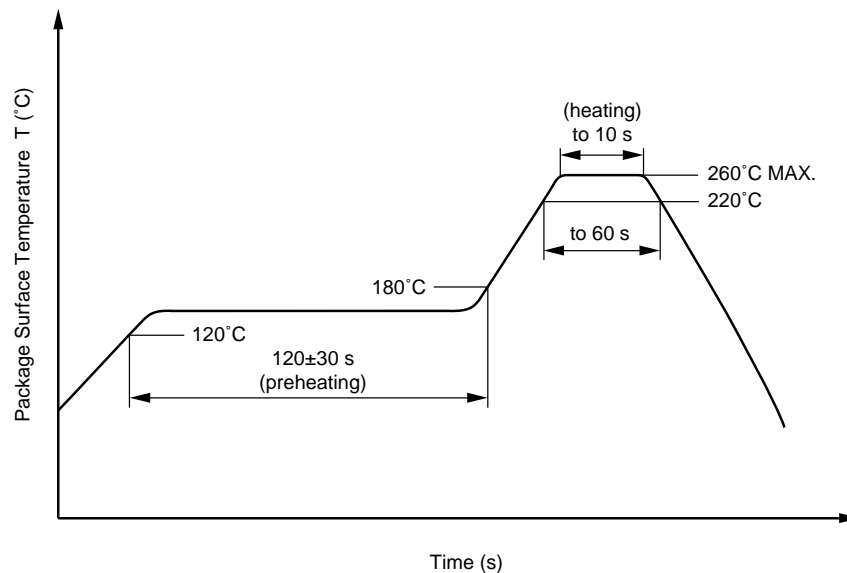 Package Surface Temperature T (˚C)
(heating)
to 10 s
260˚C MAX.
220˚C
to 60 s
180˚C
120˚C
120±30 s
(preheating)
Time (s)